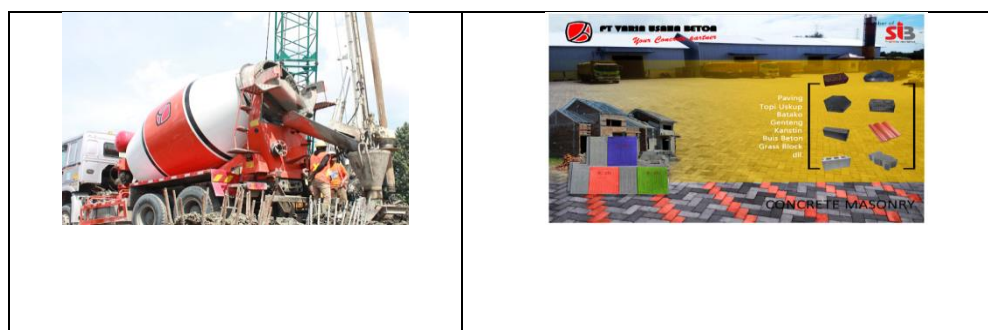 PT VARIA USAHA BETON
Your Concrete partner
Paving
Topi Uskup
Batako
Genteng
Kanstin
Buis Beton
Grass Block
dll
CONCRETE MASONRY